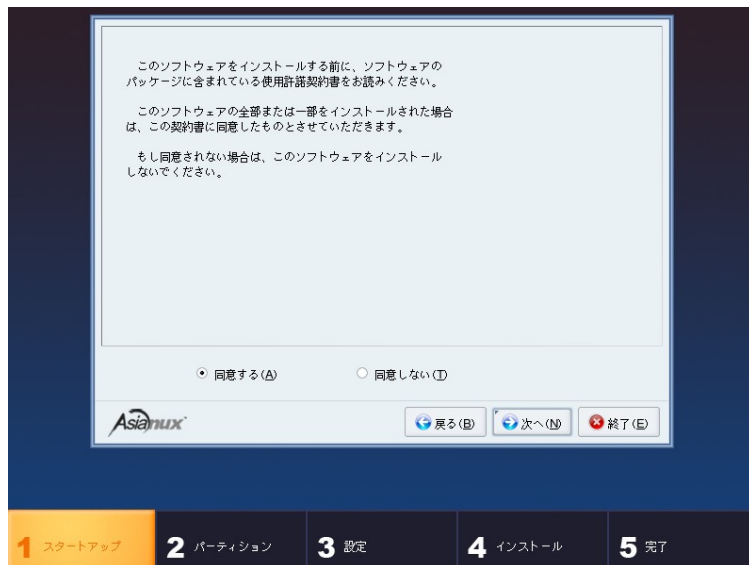 このソフトウェアをインストールする前に、ソフトウェアの
パッケージに含まれている使用許諾契約書をお読みください。
このソフトウェアの全部または一部をインストールされた場合
は、この契約書に同意したものとさせていただきます。
もし同意されない場合は、このソフトウェアをインストール
しないでください。
同意する(A) 同意しない(T)
Asianux 戻る(B) 次へ(N) 終了(E)
1 スタートアップ 2 パーティション 3 設定 4 インストール 5 完了